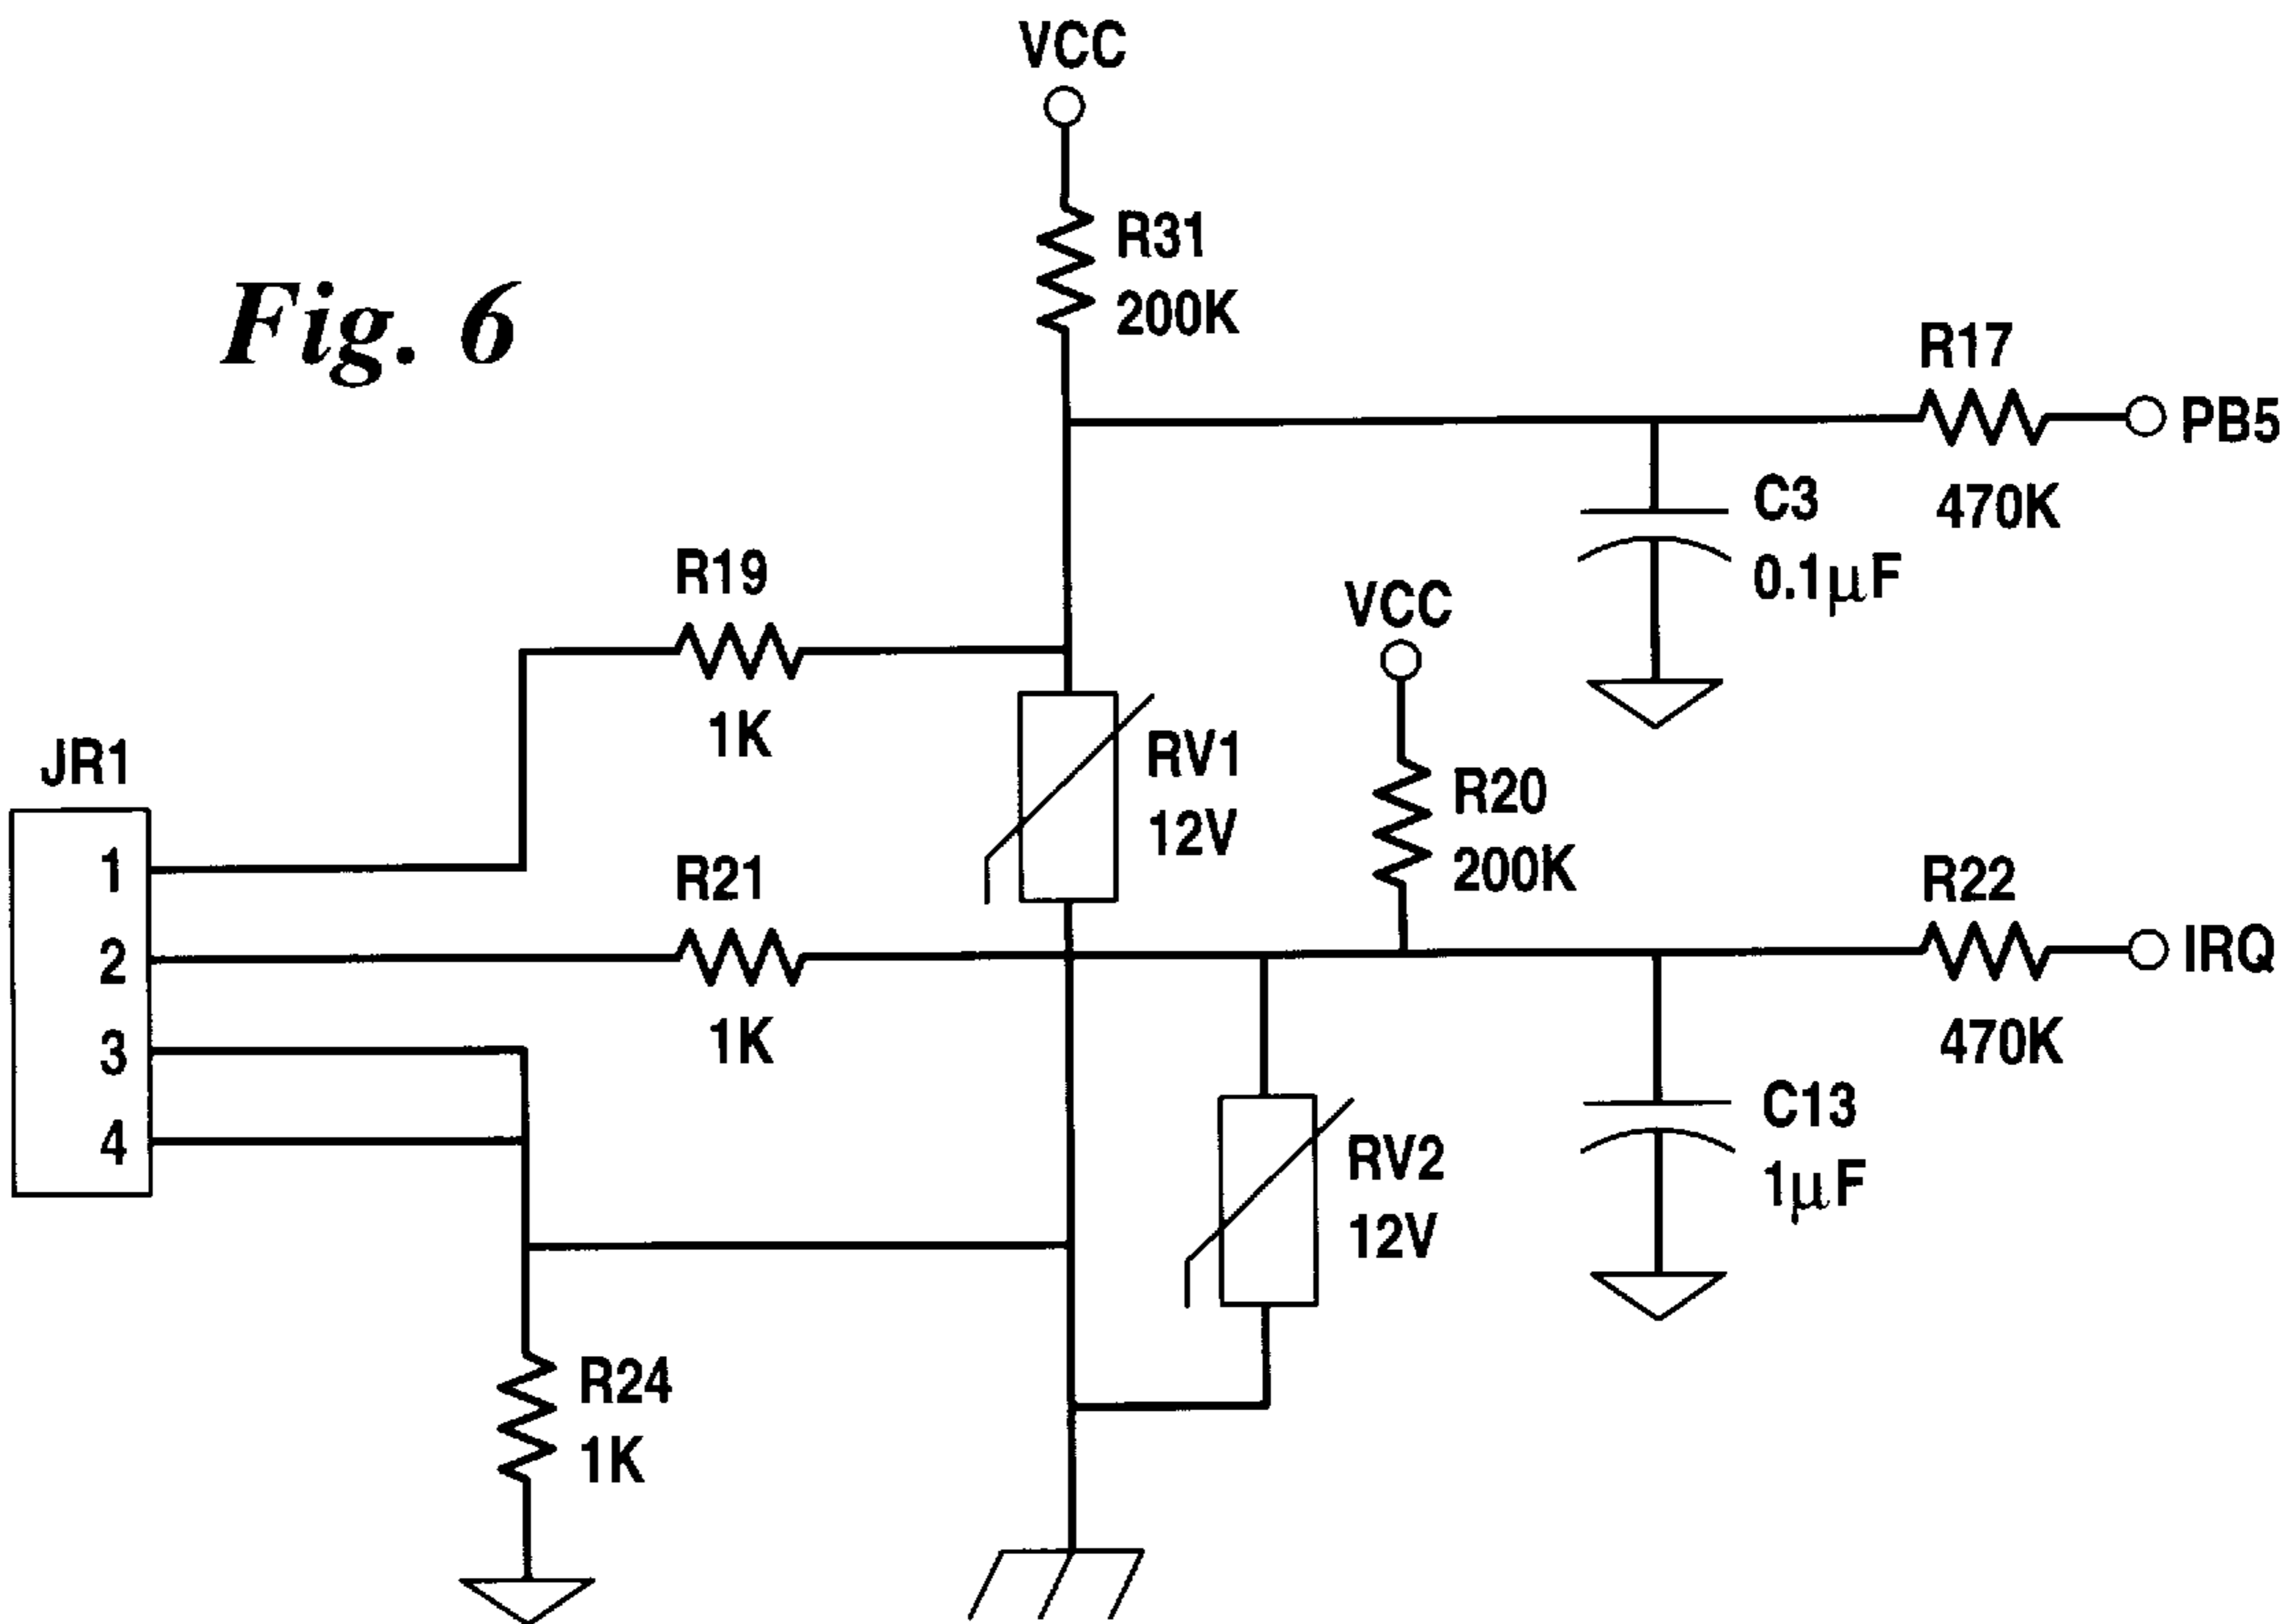 VCC
R31
200K
Fig. 6
R17
PB5
470K
C3
0.1µF
R19
1K
VCC
RV1
12V
JR1
R20
200K
1
R21
1K
2
R22
IRQ
470K
3
4
C13
1µF
RV2
12V
R24
1K